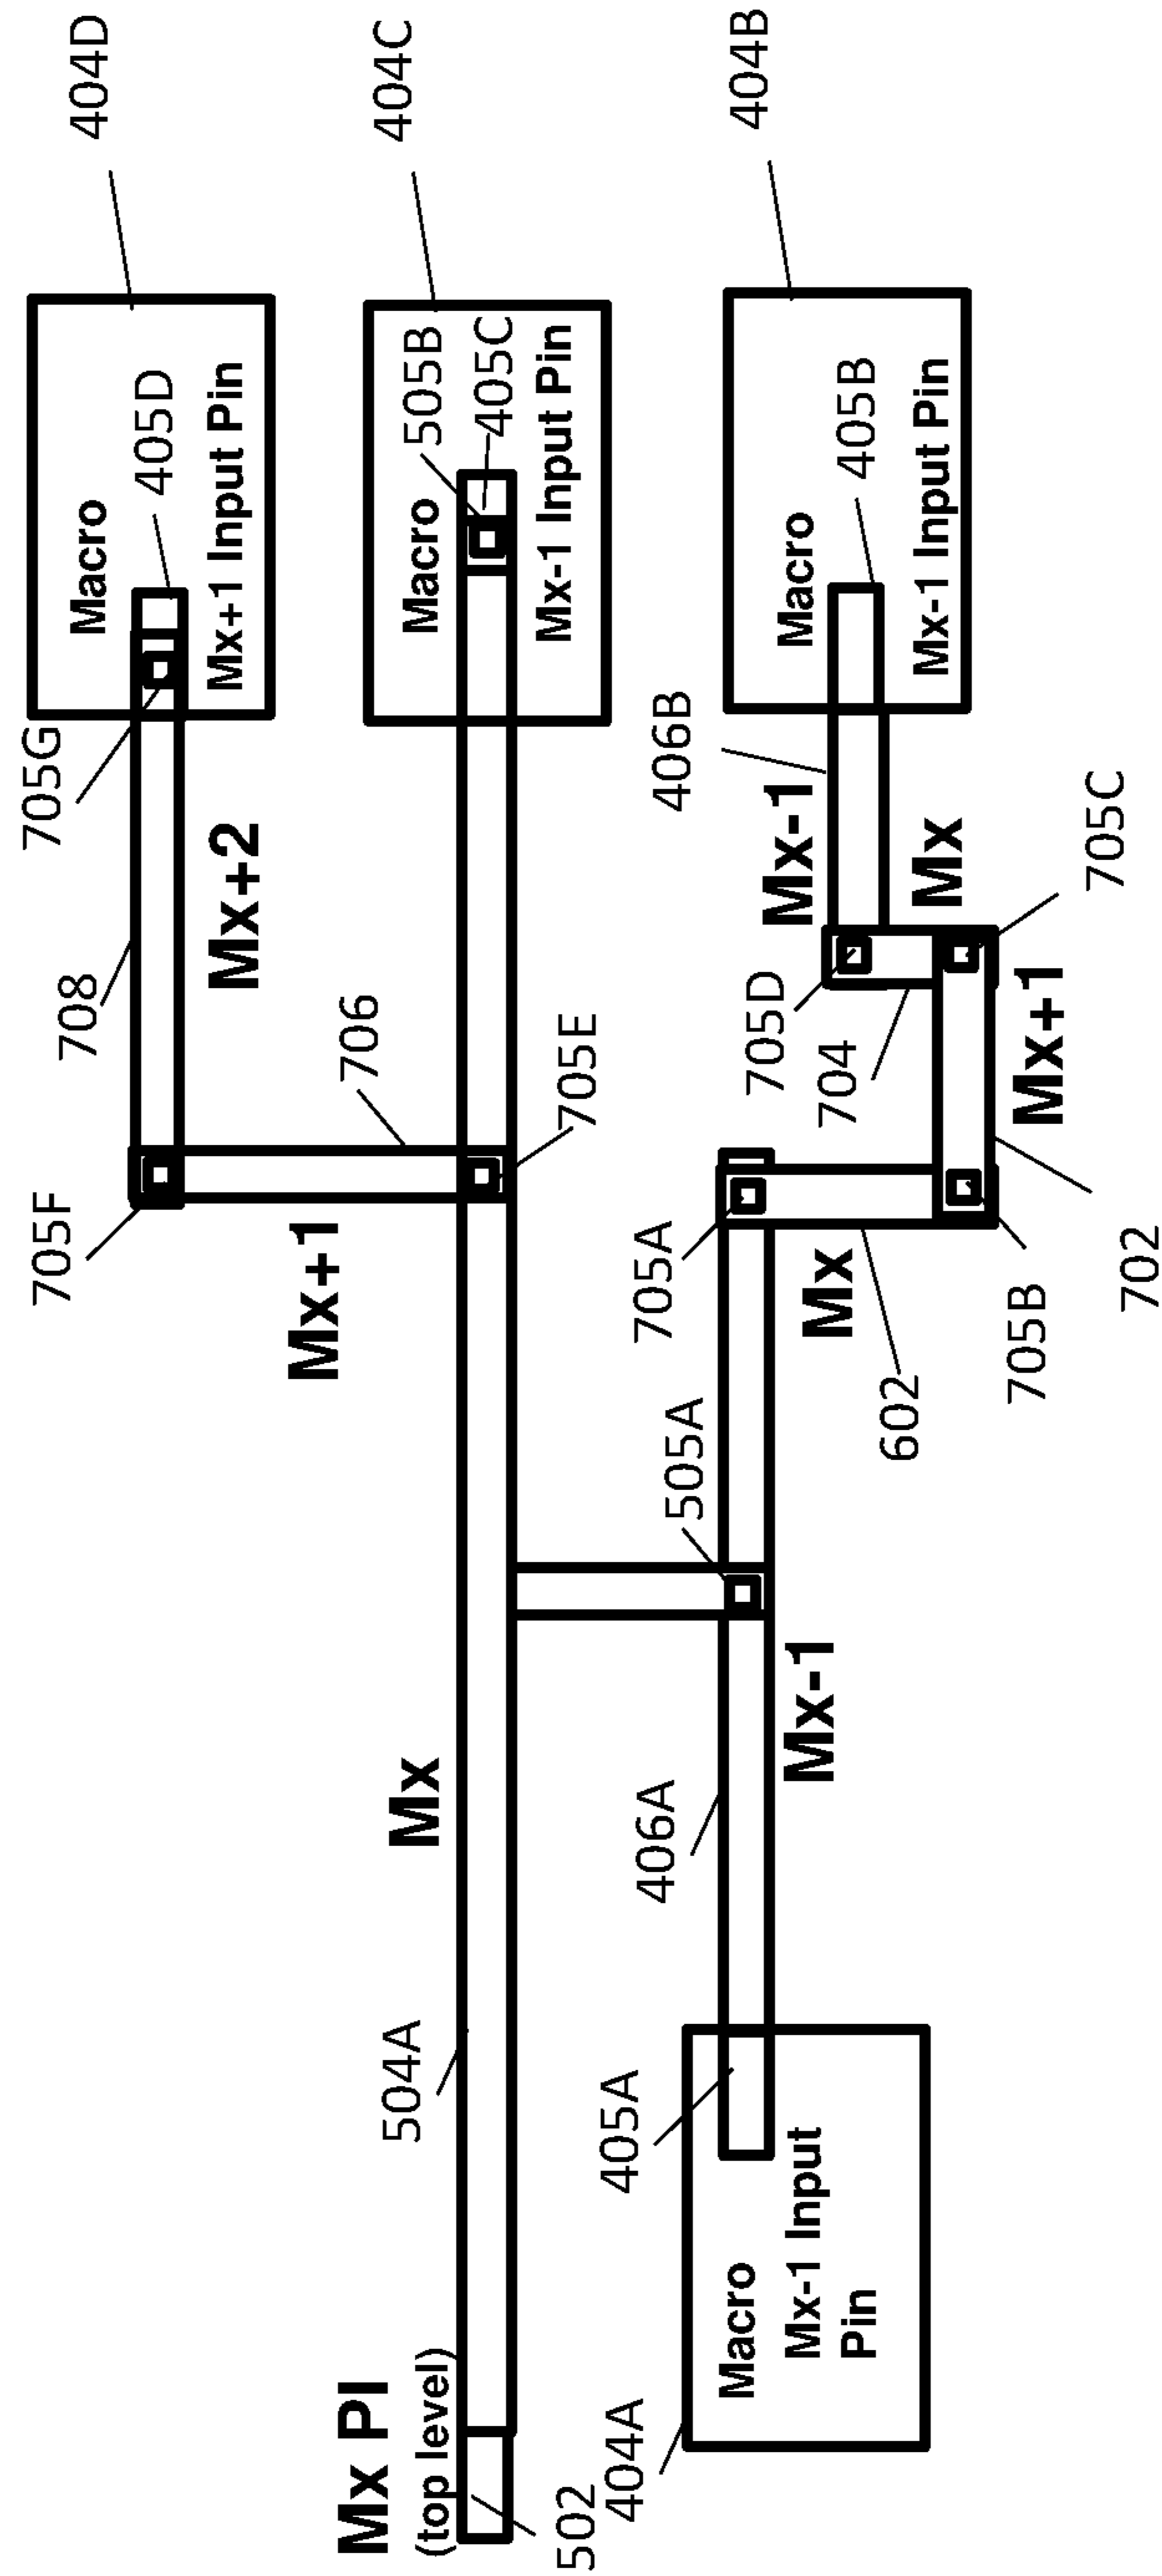 404D
404C
404B
Macro
405D
Mx+1 Input Pin
505B
405C
Macro
Mx-1 Input Pin
405B
Macro
Mx-1 Input Pin
705G
708
Mx+2
706
705F
Mx+1
705E
406B
Mx-1
Mx
705C
705D
704
Mx+1
702
705A
Mx
705B
602
505A
Mx
504A
406A
Mx-1
405A
Mx PI
(top level)
502
404A
Macro
Mx-1 Input
Pin